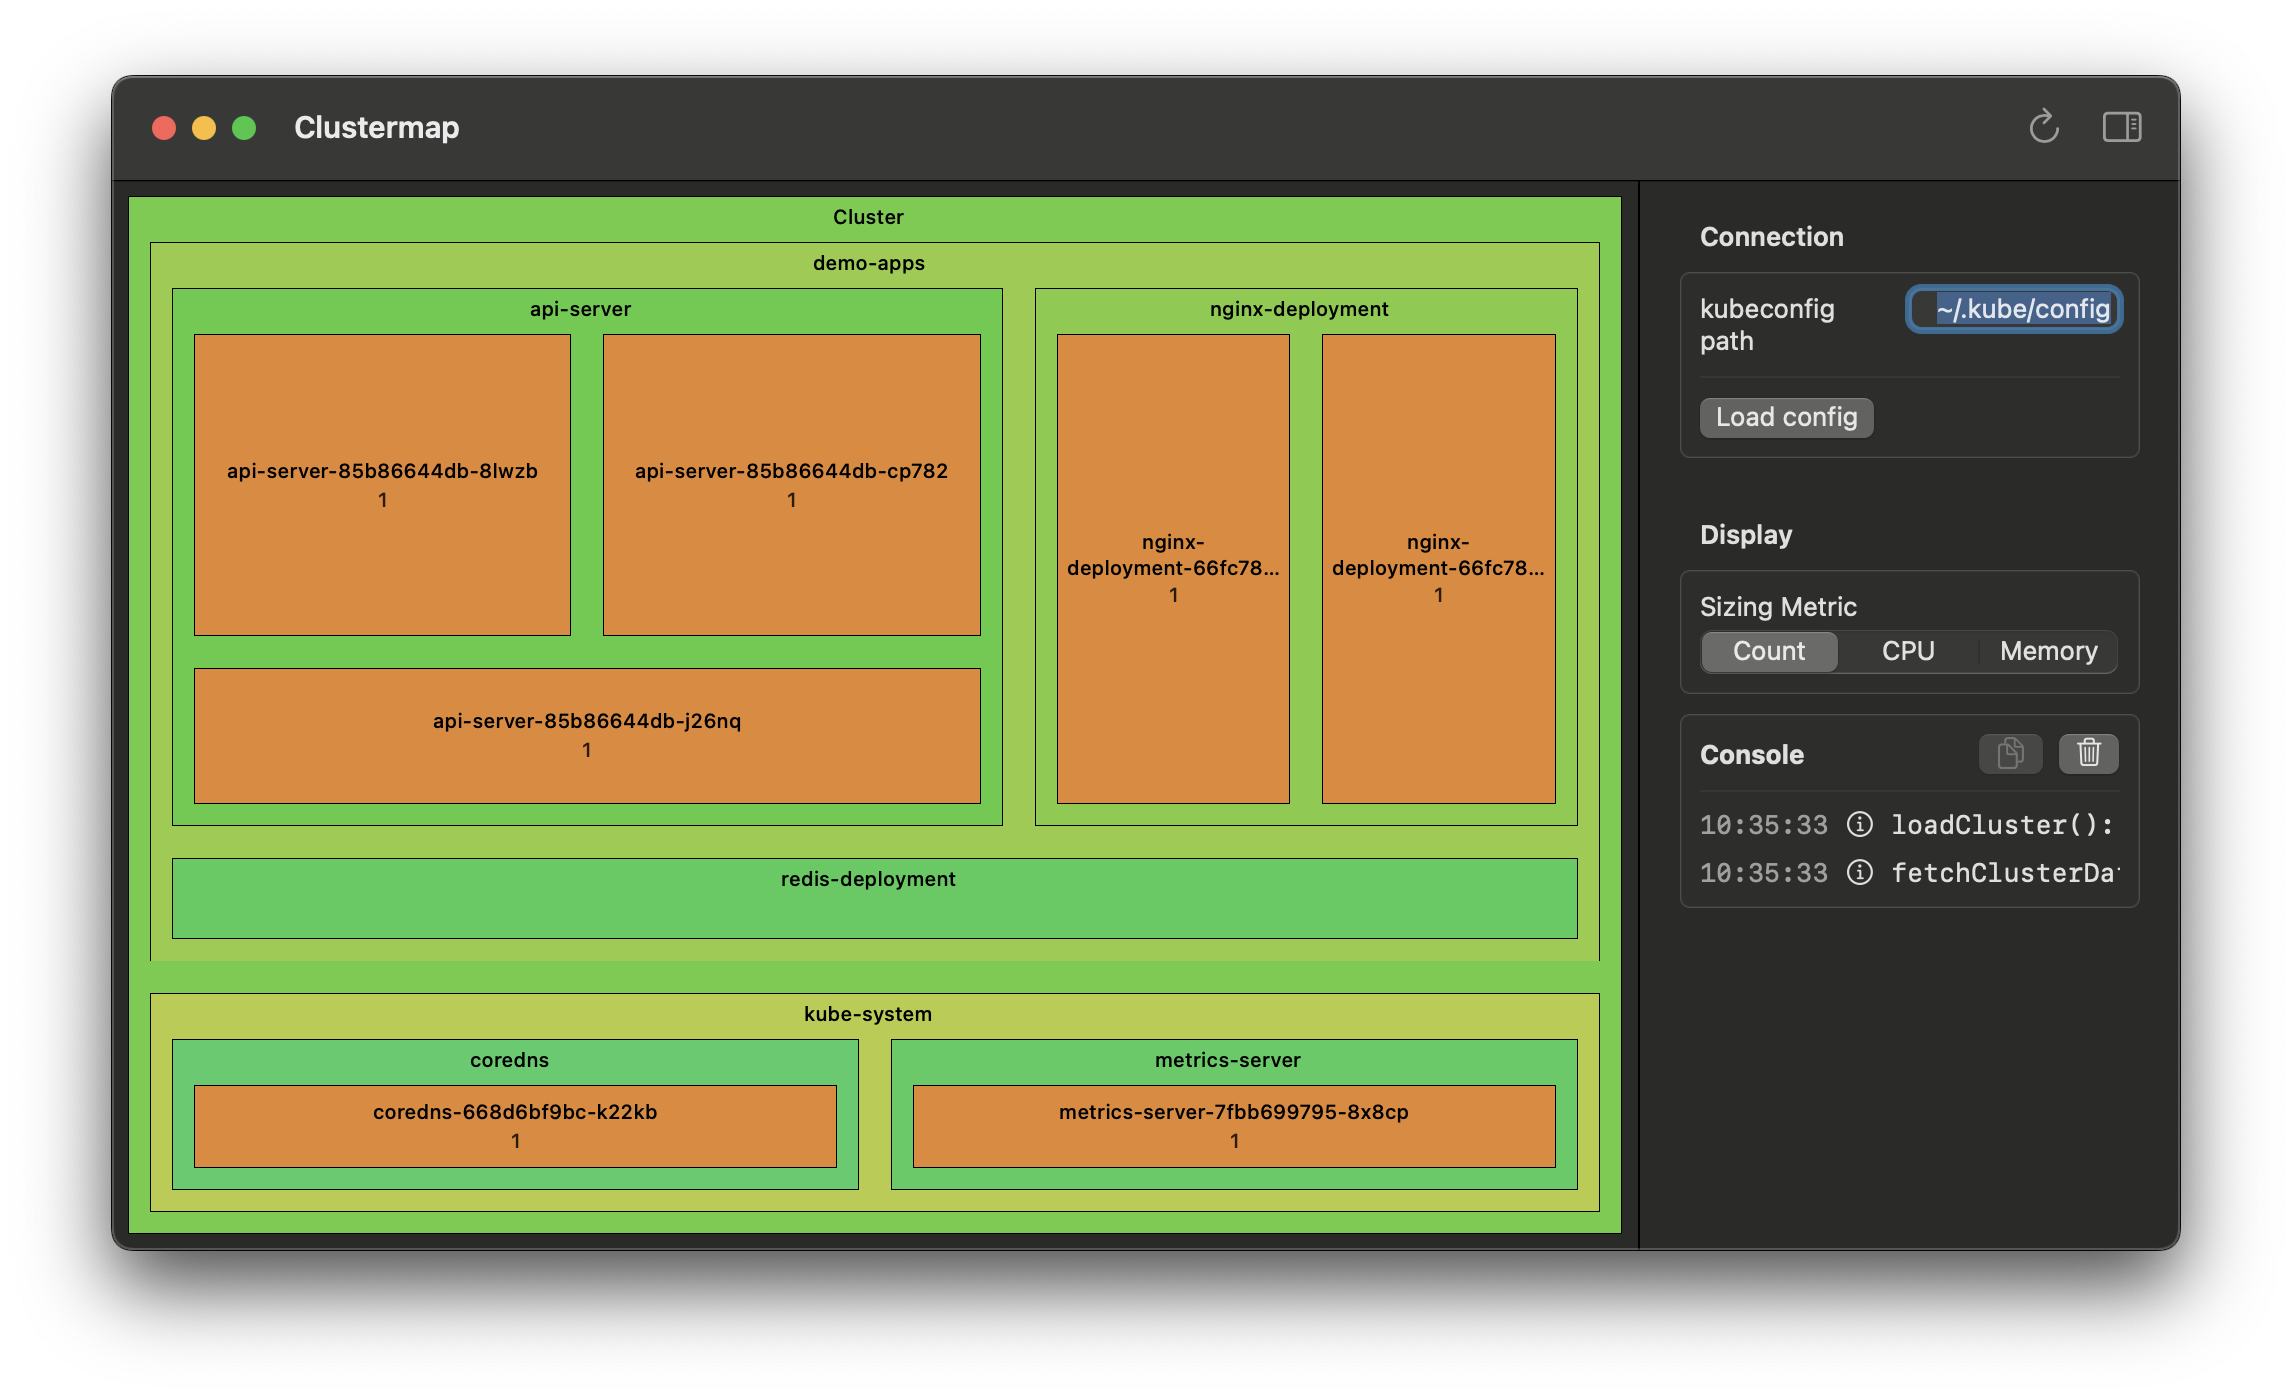 Clustermap
Cluster
demo-apps
api-server
api-server-85b86644db-8lwzb
1
api-server-85b86644db-cp782
1
api-server-85b86644db-j26nq
1
nginx-deployment
nginx-
deployment-66fc78...
1
nginx-
deployment-66fc78...
1
redis-deployment
kube-system
coredns
coredns-668d6bf9bc-k22kb
1
metrics-server
metrics-server-7fbb699795-8x8cp
1
Connection
kubeconfig
path
~/.kube/config
Load config
Display
Sizing Metric
Count CPU Memory
Console
10:35:33 loadCluster():
10:35:33 fetchClusterDat